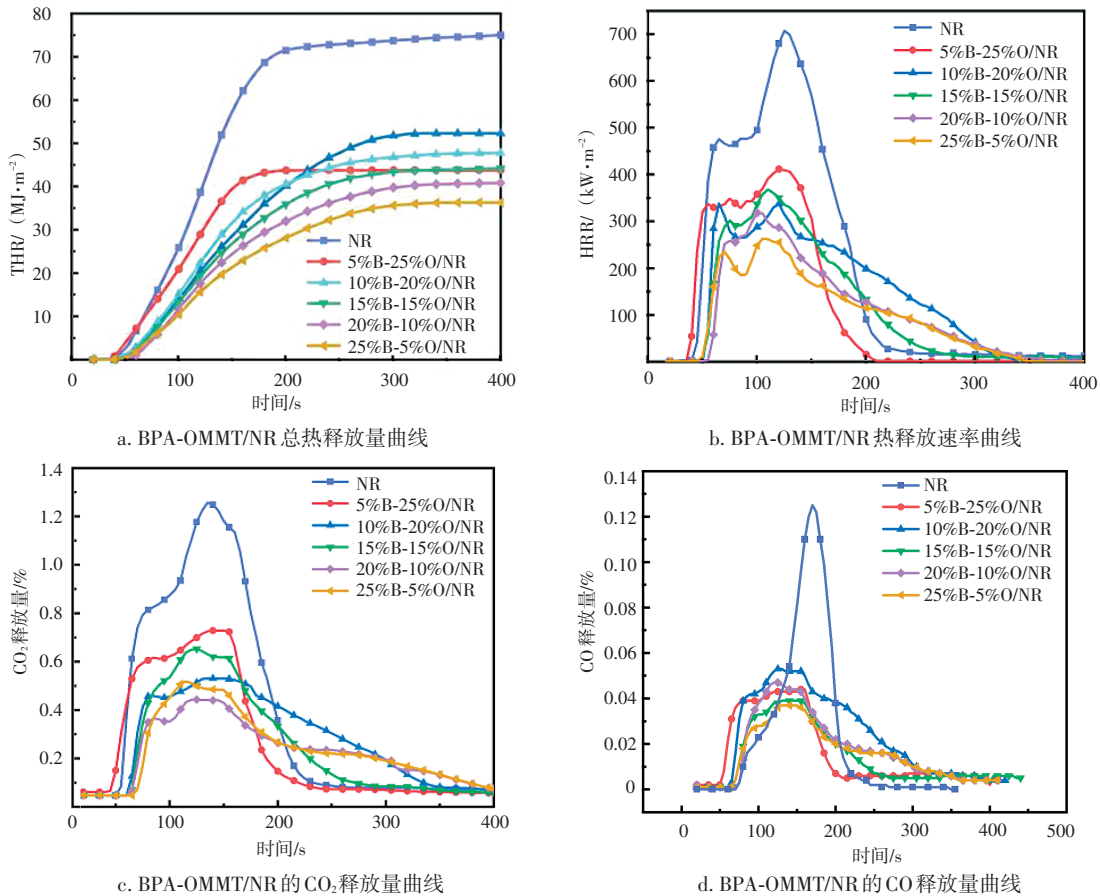 80
70
60
50
40
30
20
10
THR/（MJ·m⁻²）
NR
5%B-25%O/NR
10%B-20%O/NR
15%B-15%O/NR
20%B-10%O/NR
25%B-5%O/NR
0 100 200 300 400
时间/s
a. BPA-OMMT/NR 总热释放量曲线
700
600
500
400
300
200
100
0
HRR/（kW·m⁻²）
NR
5%B-25%O/NR
10%B-20%O/NR
15%B-15%O/NR
20%B-10%O/NR
25%B-5%O/NR
0 100 200 300 400
时间/s
b. BPA-OMMT/NR 热释放速率曲线
1.4
1.2
1.0
0.8
0.6
0.4
0.2
CO₂释放量/%
NR
5%B-25%O/NR
10%B-20%O/NR
15%B-15%O/NR
20%B-10%O/NR
25%B-5%O/NR
0 100 200 300 400
时间/s
c. BPA-OMMT/NR 的 CO₂释放量曲线
0.14
0.12
0.10
0.08
0.06
0.04
0.02
0
CO 释放量/%
NR
5%B-25%O/NR
10%B-20%O/NR
15%B-15%O/NR
20%B-10%O/NR
25%B-5%O/NR
0 100 200 300 400 500
时间/s
d. BPA-OMMT/NR 的 CO 释放量曲线